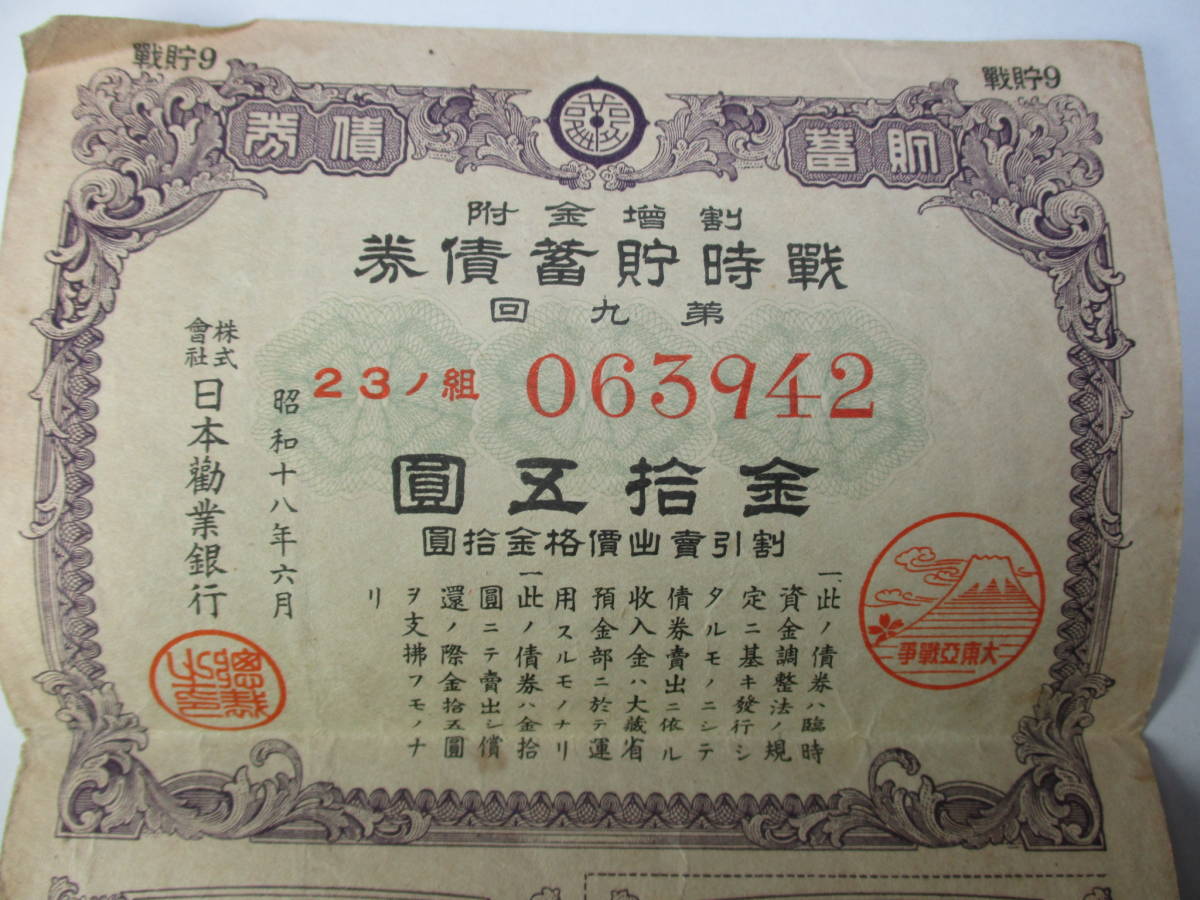 戰貯9
戰貯9
貯蓄
債券
割增金附
戰時貯蓄債券
第九回
23ノ組 063942
金拾五圓
割引賣出價格金拾圓
一、此ノ債券ハ臨時
資金調整法ノ規
定ニ基キ發行シ
タルモノニシテ
債券賣出ニ依ル
收入金ハ大藏省
預金部ニ於テ運
用スルモノナリ
一、此ノ債券ハ金拾
圓ニテ賣出シ償
還ノ際金拾五圓
ヲ支拂フモノナ
リ
大東亞戰爭
昭和十八年六月
株式會社日本勸業銀行
總裁之印